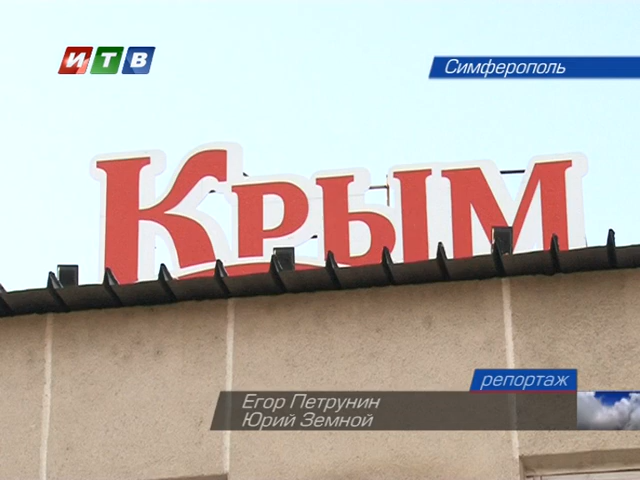 ИТВ
Симферополь
Крым
репортаж
Егор Петрунин
Юрий Земной